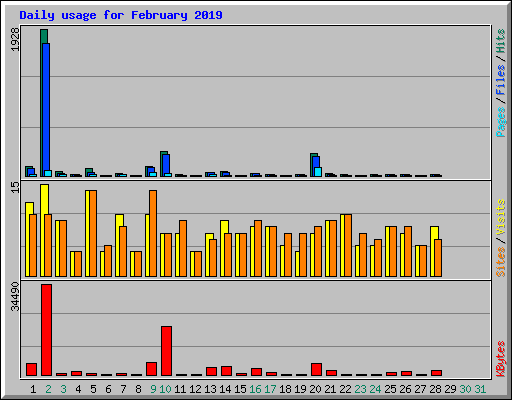 Daily usage for February 2019
1928
Pages / Files / Hits
15
Sites / Visits
34490
KBytes
1 2 3 4 5 6 7 8 9 10 11 12 13 14 15 16 17 18 19 20 21 22 23 24 25 26 27 28 29 30 31